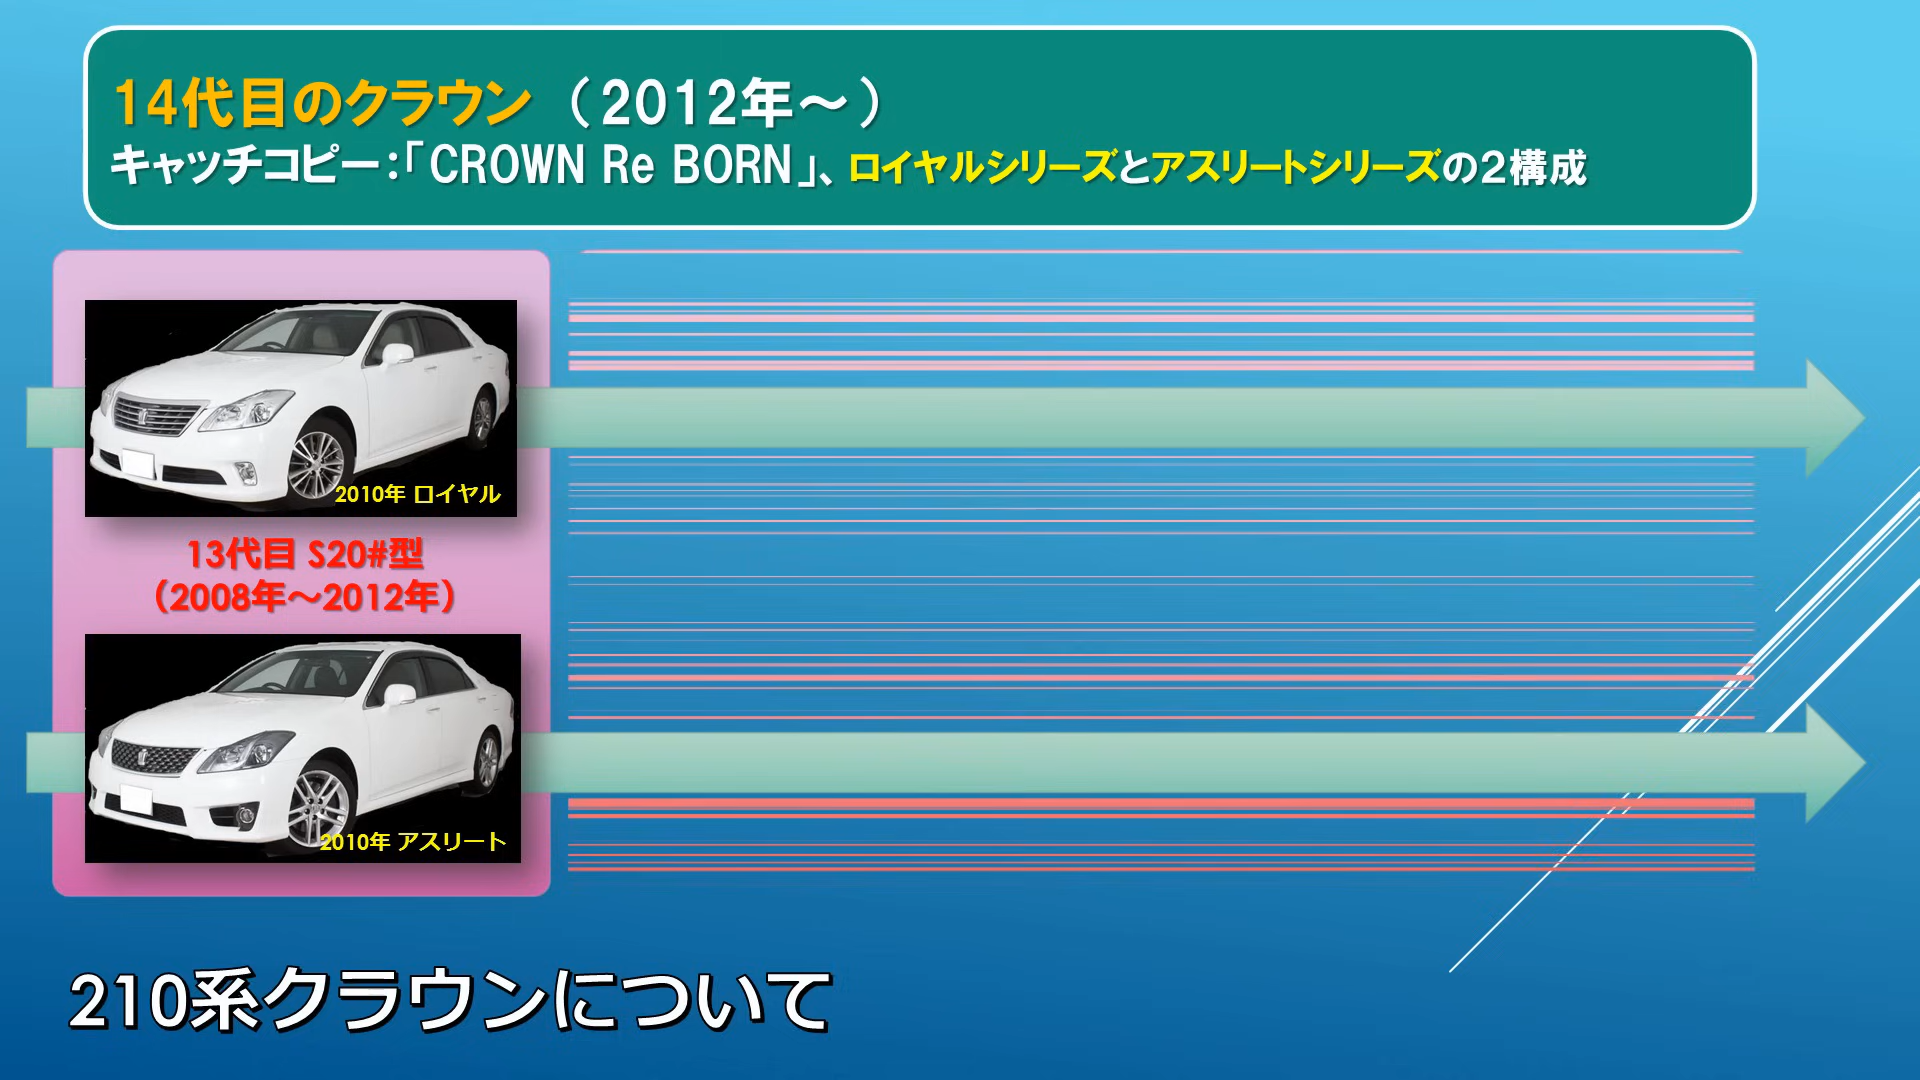 14代目のクラウン（2012年～）
キャッチコピー：「CROWN Re BORN」、ロイヤルシリーズとアスリートシリーズの２構成
2010年 ロイヤル
13代目 S20#型
（2008年～2012年）
2010年 アスリート
210系クラウンについて